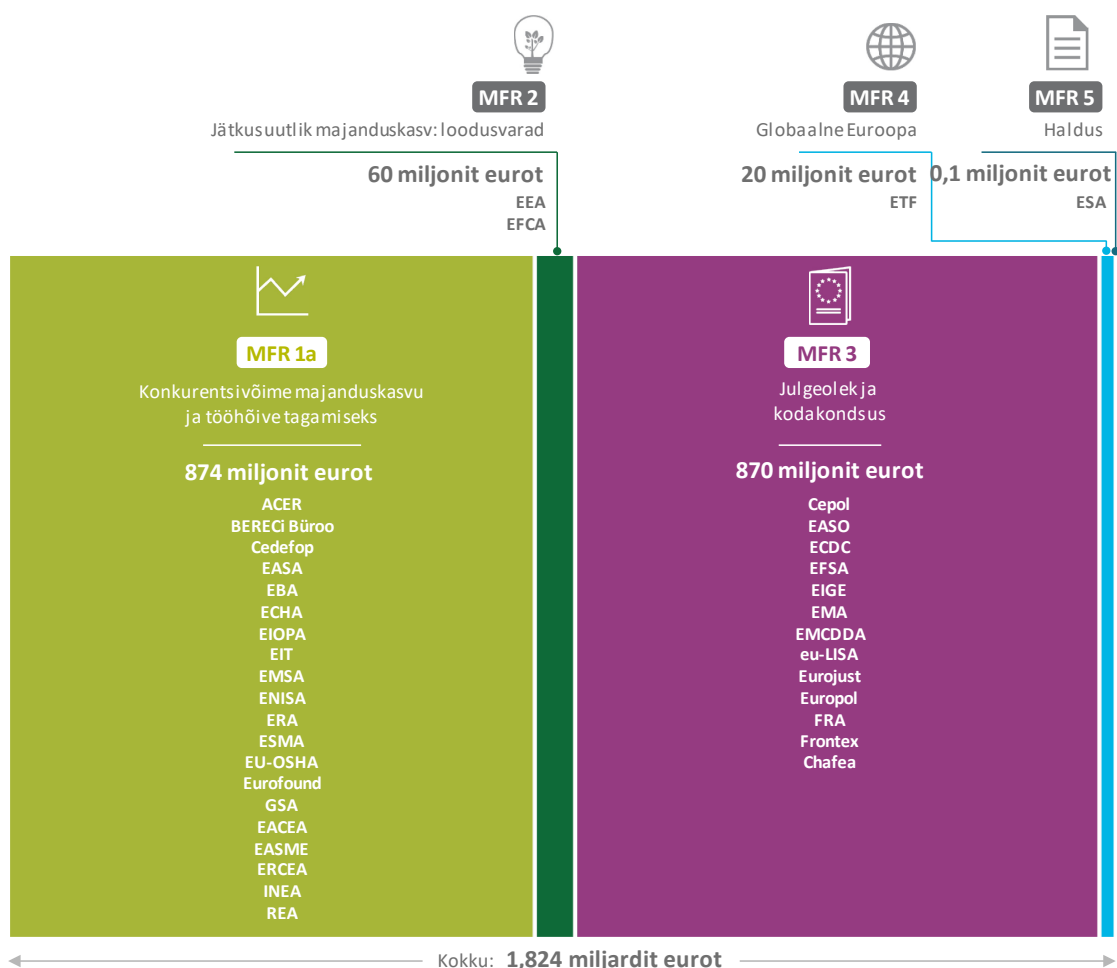 MFR 2
Jätkusuutlik majanduskasv: loodusvarad
60 miljonit eurot
EEA
EFCA
MFR 4
Globaalne Euroopa
20 miljonit eurot
ETF
MFR 5
Haldus
0,1 miljonit eurot
ESA
MFR 1a
Konkurentsivõime majanduskasvu
ja tööhõive tagamiseks
874 miljonit eurot
ACER
BERECi Büroo
Cedefop
EASA
EBA
ECHA
EIOPA
EIT
EMSA
ENISA
ERA
ESMA
EU-OSHA
Eurofound
GSA
EACEA
EASME
ERCEA
INEA
REA
MFR 3
Julgeolek ja
kodakondsus
870 miljonit eurot
Cepol
EASO
ECDC
EFSA
EIGE
EMA
EMCDDA
eu-LISA
Eurojust
Europol
FRA
Frontex
Chafea
Kokku: 1,824 miljardit eurot